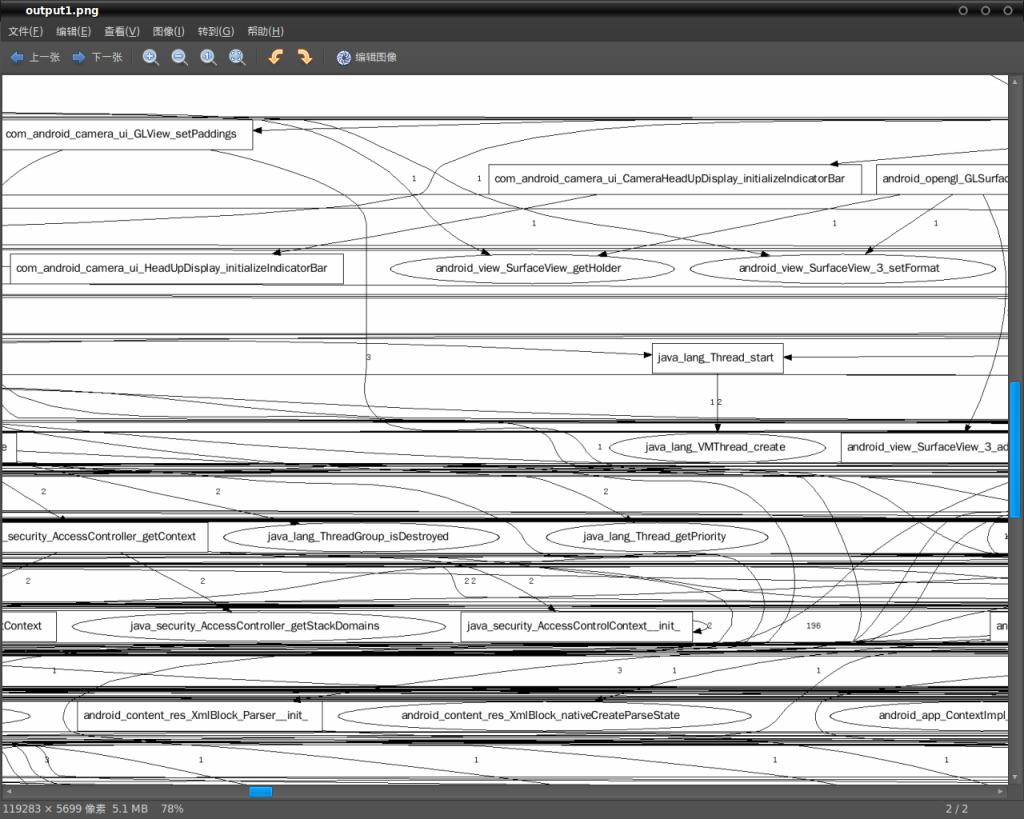 output1.png
文件(F) 编辑(E) 查看(V) 图像(I) 转到(G) 帮助(H)
上一张 下一张 编辑图像
com_android_camera_ui_GLView_setPaddings
1 1 com_android_camera_ui_CameraHeadUpDisplay_initializeIndicatorBar android_opengl_GLSurfac
1 1 1
com_android_camera_ui_HeadUpDisplay_initializeIndicatorBar android_view_SurfaceView_getHolder android_view_SurfaceView_3_setFormat
3 java_lang_Thread_start
1 2
e 1 java_lang_VMThread_create android_view_SurfaceView_3_ad
2 2 2
_security_AccessController_getContext java_lang_ThreadGroup_isDestroyed java_lang_Thread_getPriority 1
2 2 2 2 2
tContext java_security_AccessController_getStackDomains java_security_AccessControlContext__init_ 2 196 an
1 3 1 1
android_content_res_XmlBlock_Parser__init_ android_content_res_XmlBlock_nativeCreateParseState android_app_ContextImpl_
3 1 1 1 1
119283 × 5699 像素 5.1 MB 78% 2 / 2